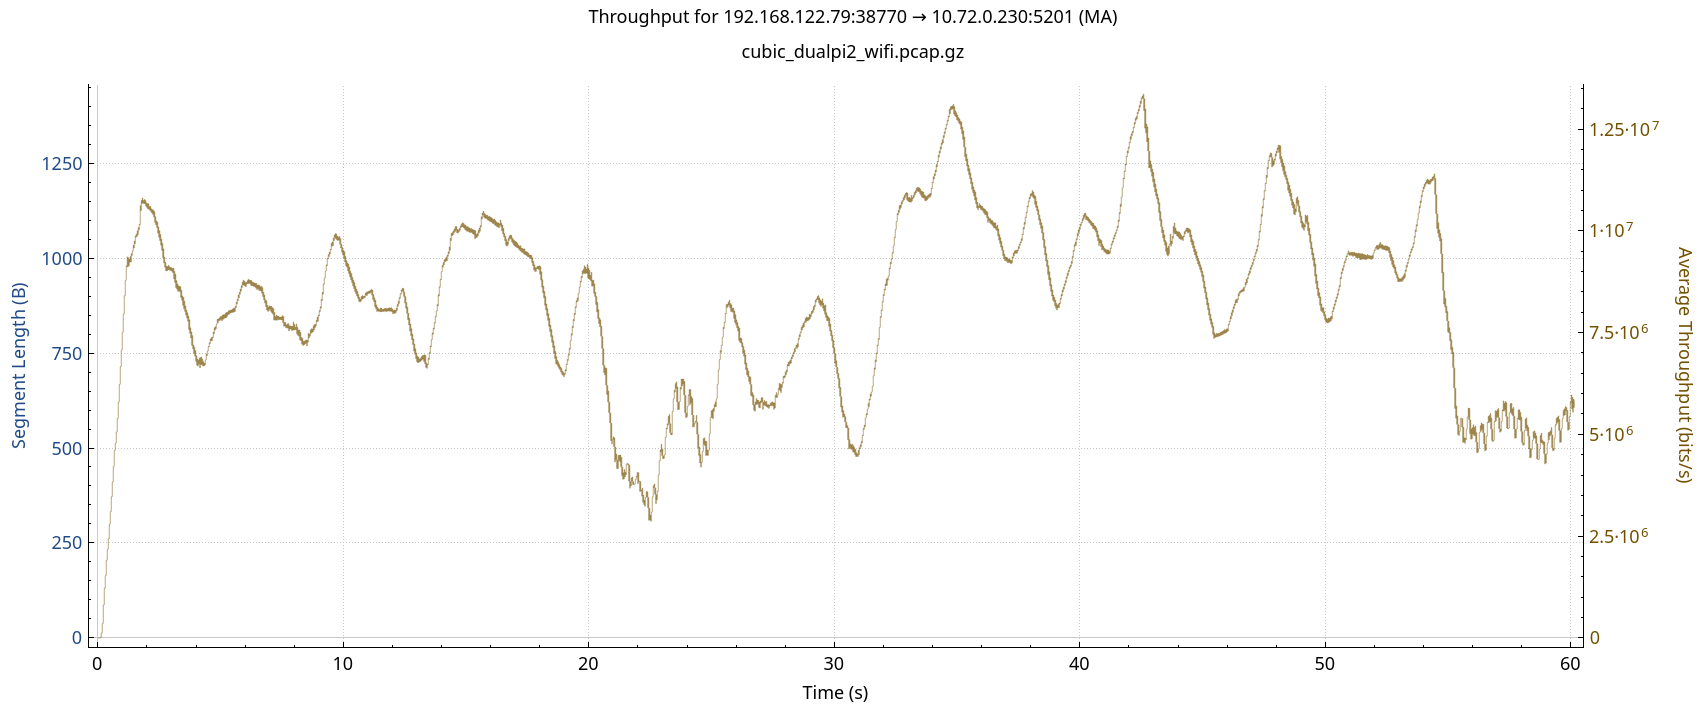 Throughput for 192.168.122.79:38770 → 10.72.0.230:5201 (MA)
cubic_dualpi2_wifi.pcap.gz
Segment Length (B)
1250
1000
750
500
250
0
1.25·10⁷
1·10⁷
7.5·10⁶
5·10⁶
2.5·10⁶
0
Average Throughput (bits/s)
0 10 20 30 40 50 60
Time (s)